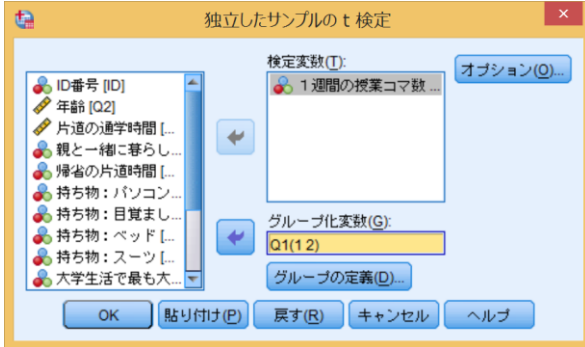 独立したサンプルの t 検定
ID番号 [ID]
年齢 [Q2]
片道の通学時間 [...
親と一緒に暮らし...
帰省の片道時間 [...
持ち物：パソコン...
持ち物：目覚まし...
持ち物：ベッド [...
持ち物：スーツ [...
大学生活で最も大...
検定変数(T):
１週間の授業コマ数 ...
オプション(O)...
グループ化変数(G):
Q1(1 2)
グループの定義(D)...
OK
貼り付け(P)
戻す(R)
キャンセル
ヘルプ